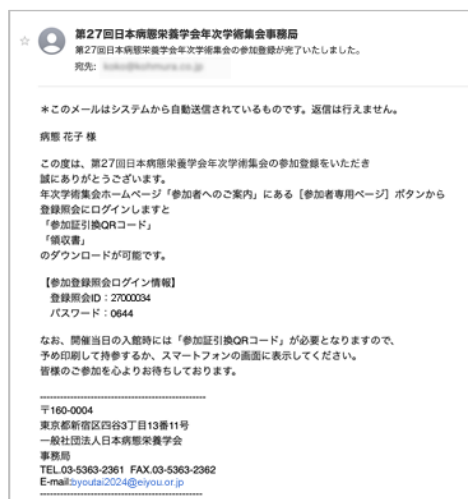 第27回日本病態栄養学会年次学術集会事務局
第27回日本病態栄養学会年次学術集会の参加登録が完了いたしました。
宛先:
＊このメールはシステムから自動送信されているものです。返信は行えません。
病態 花子 様
この度は、第27回日本病態栄養学会年次学術集会の参加登録をいただき
誠にありがとうございます。
年次学術集会ホームページ「参加者へのご案内」にある［参加者専用ページ］ボタンから
登録照会にログインしますと
「参加証引換QRコード」
「領収書」
のダウンロードが可能です。
【参加登録照会ログイン情報】
登録照会ID：27000034
パスワード：0644
なお、開催当日の入館時には「参加証引換QRコード」が必要となりますので、
予め印刷して持参するか、スマートフォンの画面に表示してください。
皆様のご参加を心よりお待ちしております。
--------------------------------------------------
〒160-0004
東京都新宿区四谷3丁目13番11号
一般社団法人日本病態栄養学会
事務局
TEL.03-5363-2361 FAX.03-5363-2362
E-mail:byoutai2024@eiyou.or.jp
--------------------------------------------------